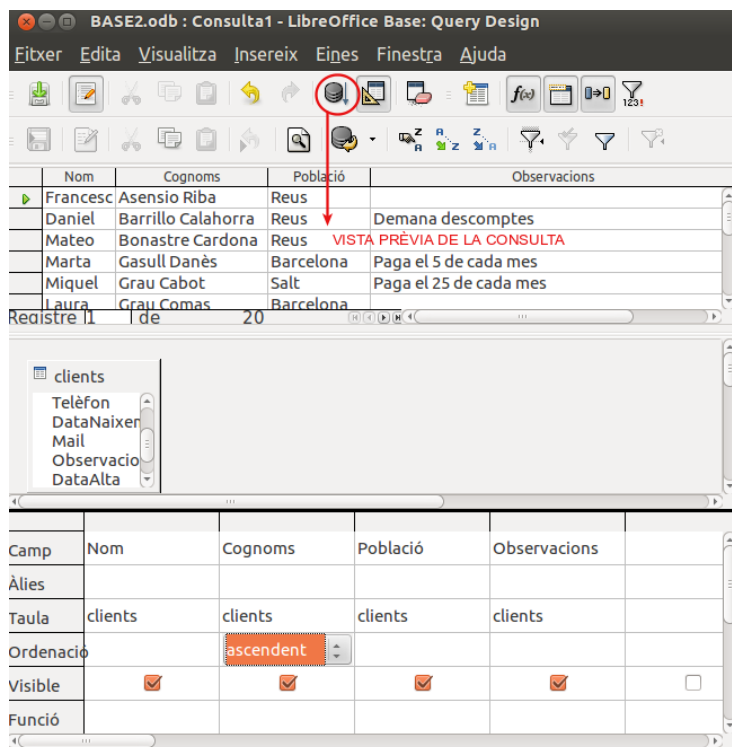 BASE2.odb : Consulta1 - LibreOffice Base: Query Design
Fitxer Edita Visualitza Insereix Eines Finestra Ajuda
f(x)
123!
Z A A Z Z A
Nom Cognoms Població Observacions
Francesc Asensio Riba Reus
Daniel Barrillo Calahorra Reus Demana descomptes
Mateo Bonastre Cardona Reus VISTA PRÈVIA DE LA CONSULTA
Marta Gasull Danès Barcelona Paga el 5 de cada mes
Miquel Grau Cabot Salt Paga el 25 de cada mes
Laura Grau Comas Barcelona
Registre 1 de 20
clients
Telèfon
DataNaixen
Mail
Observacio
DataAlta
Camp Nom Cognoms Població Observacions
Àlies
Taula clients clients clients clients
Ordenació ascendent
Visible
Funció